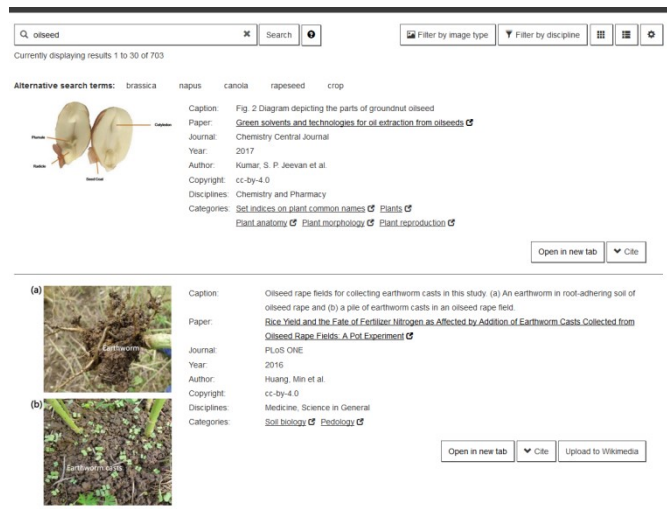 oilseed
Search
Filter by image type
Filter by discipline
Currently displaying results 1 to 30 of 703
Alternative search terms: brassica napus canola rapeseed crop
Plumule
Radicle
Cotyledon
Seed Coat
Caption: Fig. 2 Diagram depicting the parts of groundnut oilseed
Paper: Green solvents and technologies for oil extraction from oilseeds
Journal: Chemistry Central Journal
Year: 2017
Author: Kumar, S. P. Jeevan et al.
Copyright: cc-by-4.0
Disciplines: Chemistry and Pharmacy
Categories: Set indices on plant common names Plants
Plant anatomy Plant morphology Plant reproduction
Open in new tab
Cite
(a)
Earthworm
(b)
Earthworm casts
Caption: Oilseed rape fields for collecting earthworm casts in this study. (a) An earthworm in root-adhering soil of
oilseed rape and (b) a pile of earthworm casts in an oilseed rape field.
Paper: Rice Yield and the Fate of Fertilizer Nitrogen as Affected by Addition of Earthworm Casts Collected from
Oilseed Rape Fields: A Pot Experiment
Journal: PLoS ONE
Year: 2016
Author: Huang, Min et al.
Copyright: cc-by-4.0
Disciplines: Medicine, Science in General
Categories: Soil biology Pedology
Open in new tab
Cite
Upload to Wikimedia